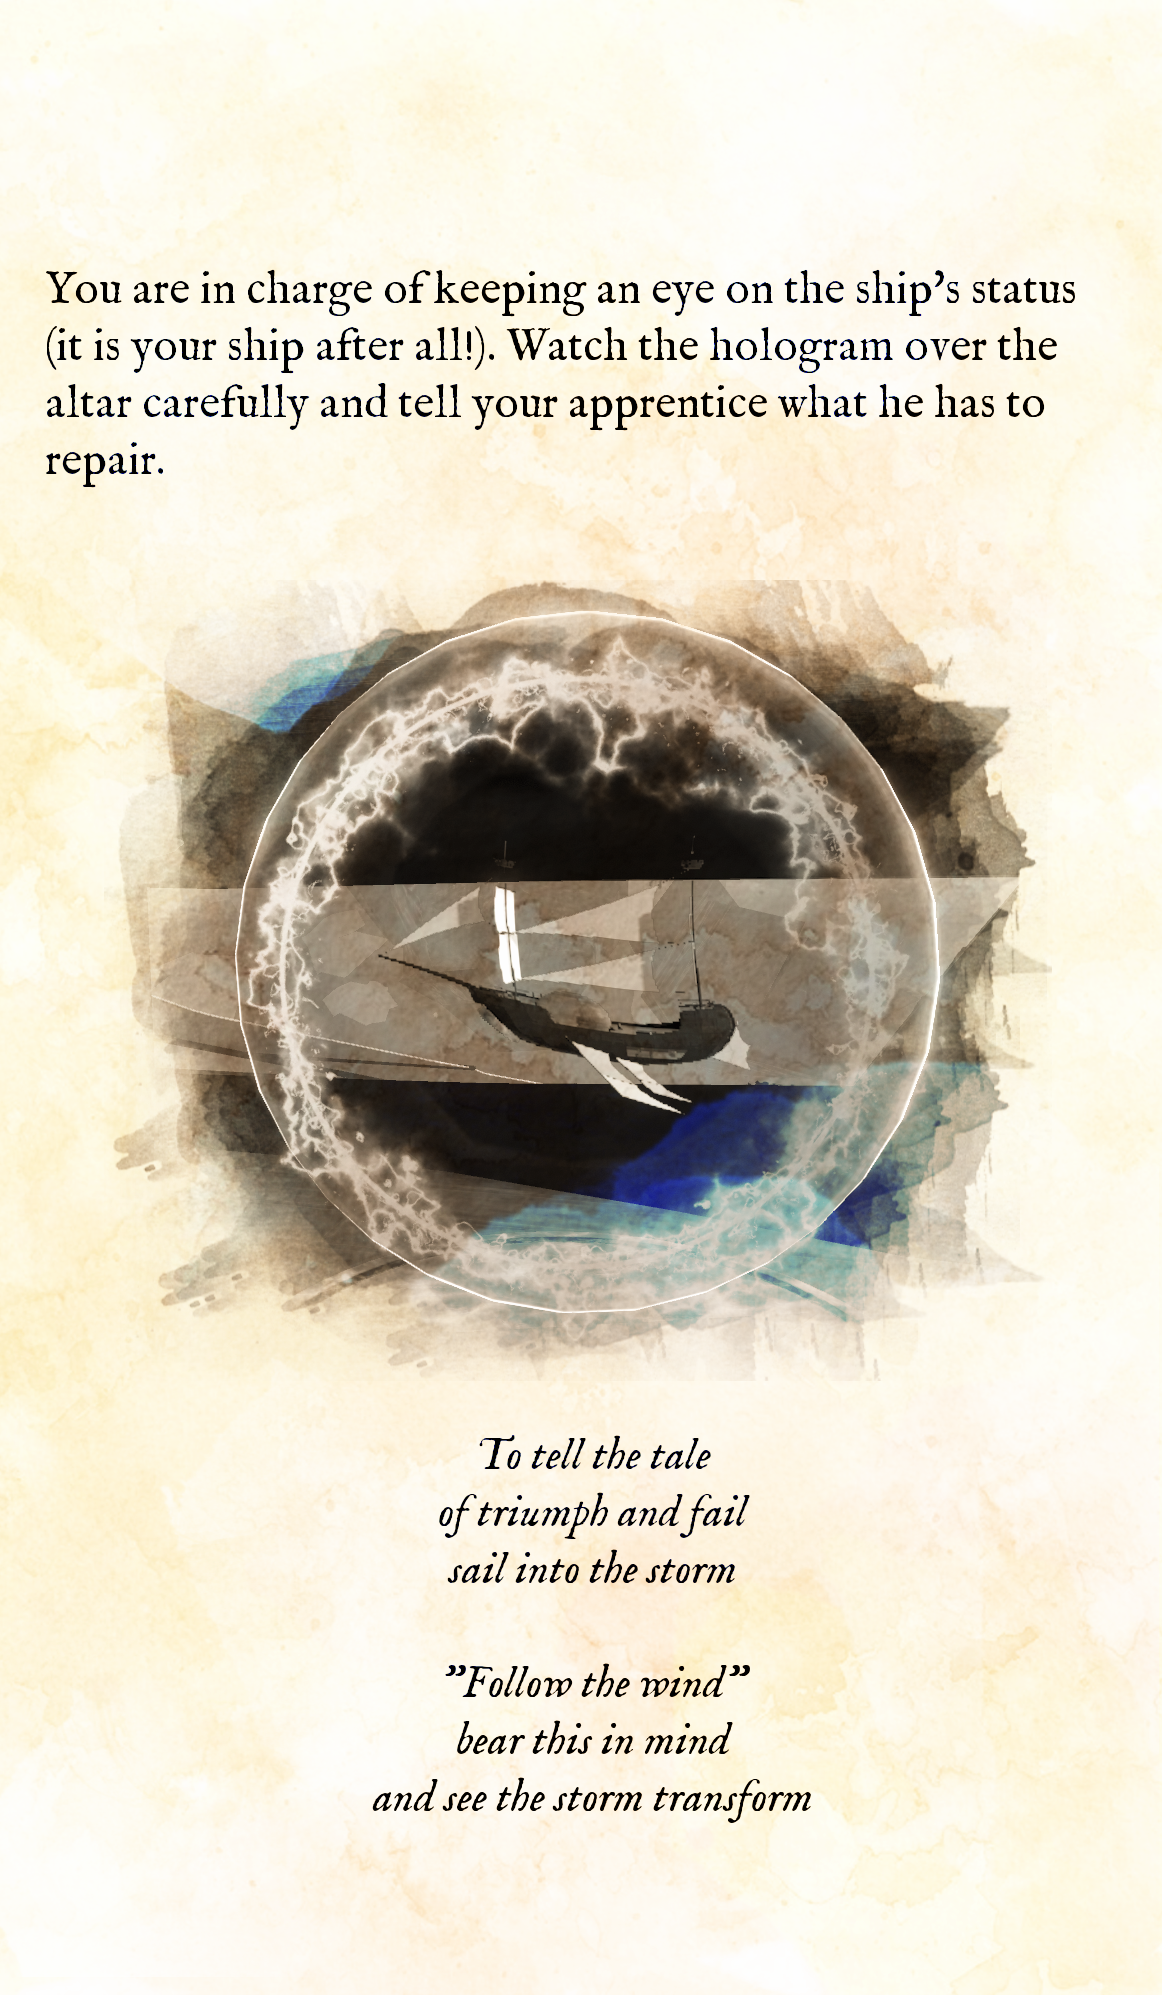 You are in charge of keeping an eye on the ship’s status
(it is your ship after all!). Watch the hologram over the
altar carefully and tell your apprentice what he has to
repair.
To tell the tale
of triumph and fail
sail into the storm
”Follow the wind”
bear this in mind
and see the storm transform